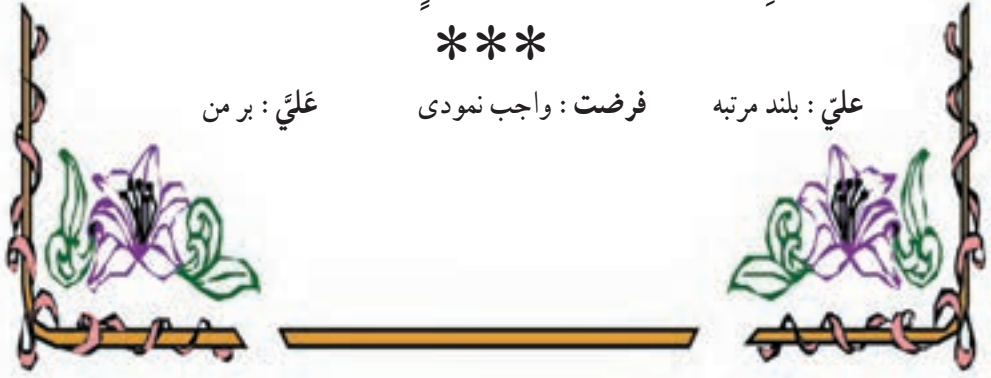 ***
عليّ : بلند مرتبه فرضت : واجب نمودی عَلَيَّ : بر من